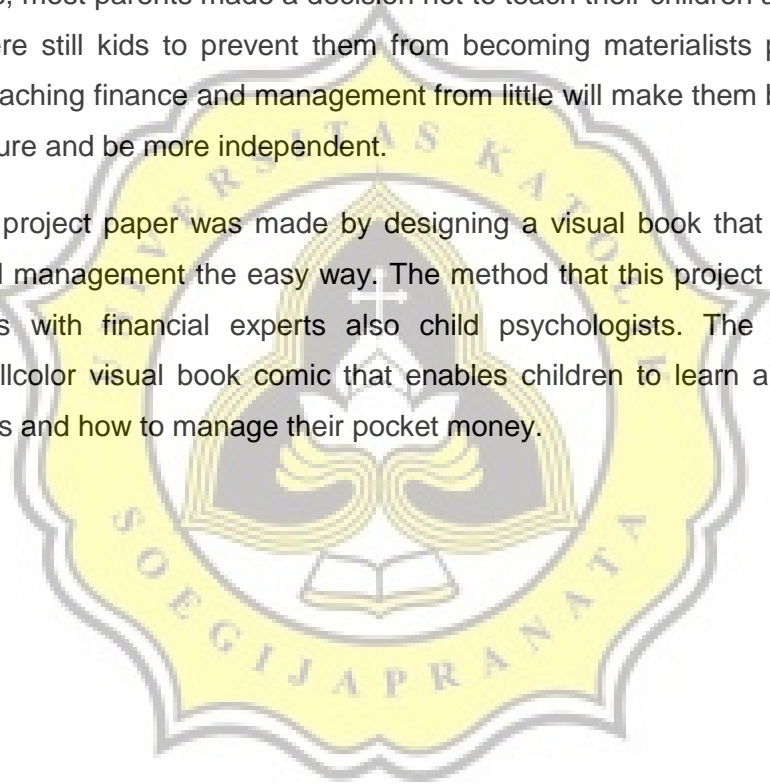 , most parents made a decision not to teach their children
ere still kids to prevent them from becoming materialists
aching finance and management from little will make them
ure and be more independent.
project paper was made by designing a visual book that
management the easy way. The method that this project
s with financial experts also child psychologists. The
llcolor visual book comic that enables children to learn a
s and how to manage their pocket money.
UNIVERSITAS KATOLIK
SOEGIJAPRANATA